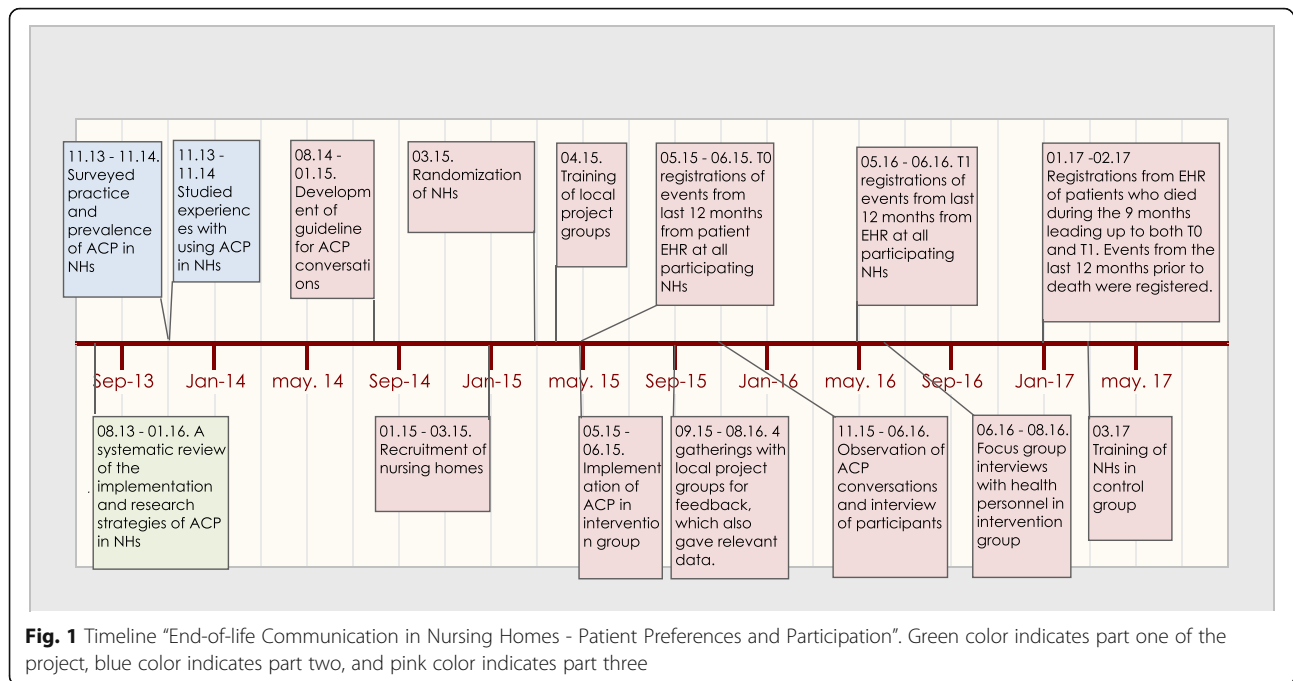 11.13 - 11.14.
Surveyed
practice
and
prevalence
of ACP in
NHs
11.13 -
11.14
Studied
experienc
es with
using ACP
in NHs
08.14 -
01.15.
Developm
ent of
guideline
for ACP
conversati
ons
03.15.
Randomization
of NHs
04.15.
Training
of local
project
groups
05.15 - 06.15. T0
registrations of
events from
last 12 months
from patient
EHR at all
participating
NHs
05.16 - 06.16. T1
registrations of
events from last
12 months from
EHR at all
participating
NHs
01.17 -02.17
Registrations from EHR
of patients who died
during the 9 months
leading up to both T0
and T1. Events from the
last 12 months prior to
death were registered.
Sep-13 Jan-14 may. 14 Sep-14 Jan-15 may. 15 Sep-15 Jan-16 may. 16 Sep-16 Jan-17 may. 17
08.13 - 01.16. A
systematic review
of the
implementation
and research
strategies of ACP
in NHs
01.15 - 03.15.
Recruitment of
nursing homes
05.15 -
06.15.
Implement
ation of
ACP in
interventio
n group
09.15 - 08.16. 4
gatherings with
local project
groups for
feedback,
which also
gave relevant
data.
11.15 - 06.16.
Observation of
ACP
conversations
and interview
of participants
06.16 - 08.16.
Focus group
interviews
with health
personnel in
intervention
group
03.17
Training of
NHs in
control
group
Fig. 1 Timeline “End-of-life Communication in Nursing Homes - Patient Preferences and Participation”. Green color indicates part one of the
project, blue color indicates part two, and pink color indicates part three